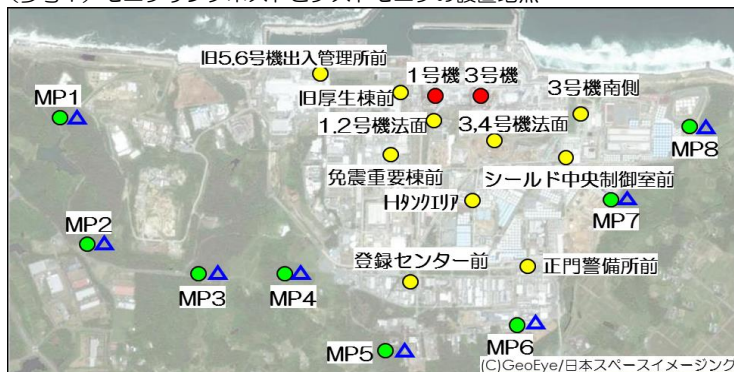 旧5,6号機出入管理所前
1号機 3号機
MP1
旧厚生棟前
3号機南側
1,2号機法面
3,4号機法面
MP8
免震重要棟前
シールド中央制御室前
Hﾀﾝｸｴﾘｱ
MP7
MP2
登録センター前
正門警備所前
MP3
MP4
MP5
MP6
(C)GeoEye/日本スペースイメージング